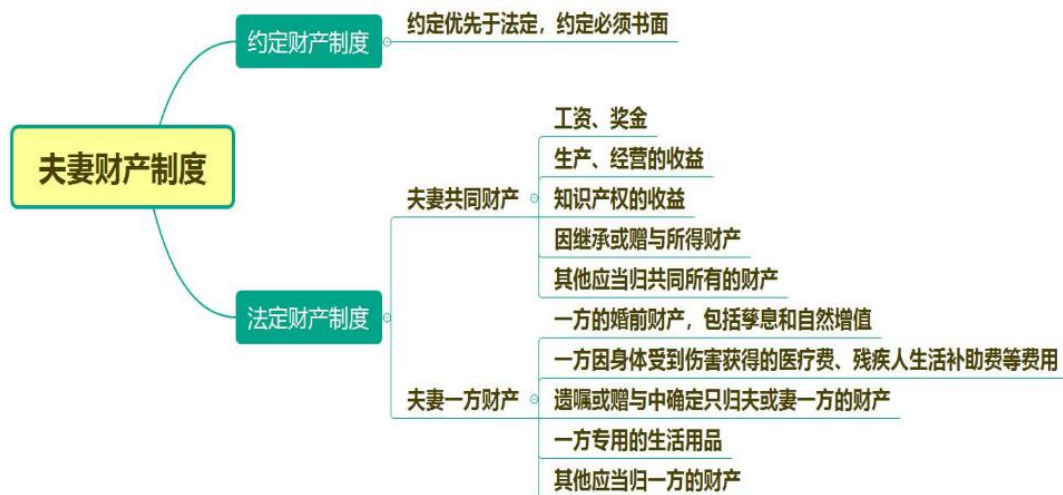 约定财产制度
约定优先于法定，约定必须书面
夫妻财产制度
工资、奖金
生产、经营的收益
夫妻共同财产
知识产权的收益
因继承或赠与所得财产
其他应当归共同所有的财产
法定财产制度
一方的婚前财产，包括孳息和自然增值
一方因身体受到伤害获得的医疗费、残疾人生活补助费等费用
夫妻一方财产
遗嘱或赠与中确定只归夫或妻一方的财产
一方专用的生活用品
其他应当归一方的财产